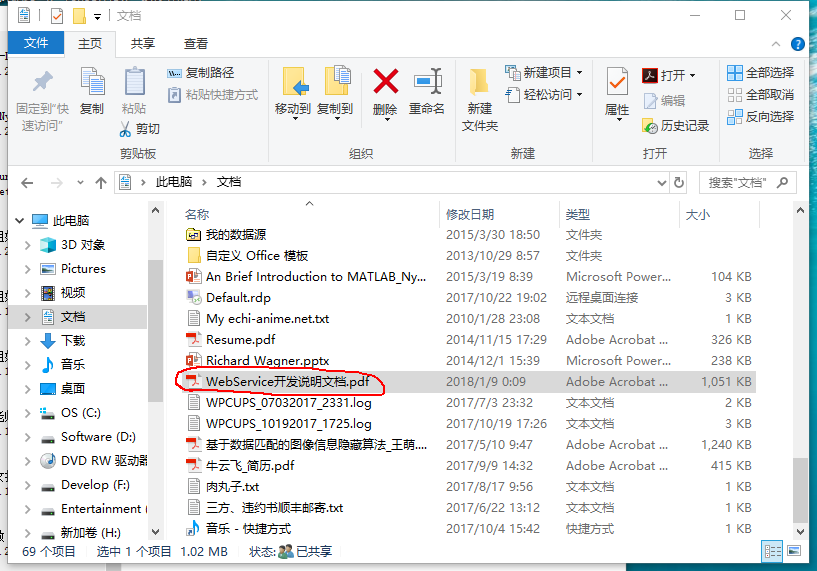 文档
文件 主页 共享 查看
固定到“快速访问” 复制 粘贴 复制路径 粘贴快捷方式 剪切 移动到 复制到 删除 重命名 新建文件夹 新建项目 轻松访问 属性 打开 编辑 历史记录 全部选择 全部取消 反向选择
剪贴板 组织 新建 打开 选择
此电脑 文档 搜索"文档"
名称 修改日期 类型 大小
此电脑
3D 对象
Pictures
视频
文档
下载
音乐
桌面
OS (C:)
Software (D:)
DVD RW 驱动器
Develop (F:)
Entertainment
新加卷 (H:)
我的数据源 2015/3/30 18:50 文件夹
自定义 Office 模板 2013/10/29 8:57 文件夹
An Brief Introduction to MATLAB_Ny... 2015/3/19 8:39 Microsoft Power... 104 KB
Default.rdp 2017/10/22 19:02 远程桌面连接 3 KB
My echi-anime.net.txt 2010/1/28 23:08 文本文档 1 KB
Resume.pdf 2014/11/15 17:29 Adobe Acrobat ... 326 KB
Richard Wagner.pptx 2014/12/1 15:39 Microsoft Power... 238 KB
WebService开发说明文档.pdf 2018/1/9 0:09 Adobe Acrobat ... 1,051 KB
WPCUPS_07032017_2331.log 2017/7/3 23:32 文本文档 2 KB
WPCUPS_10192017_1725.log 2017/10/19 17:26 文本文档 3 KB
基于数据匹配的图像信息隐藏算法_王萌.... 2017/5/10 9:47 Adobe Acrobat ... 1,240 KB
牛云飞_简历.pdf 2017/9/9 14:32 Adobe Acrobat ... 415 KB
肉丸子.txt 2017/8/17 9:56 文本文档 1 KB
三方、违约书顺丰邮寄.txt 2017/6/22 13:12 文本文档 1 KB
音乐 - 快捷方式 2017/10/4 15:42 快捷方式 1 KB
69 个项目 选中 1 个项目 1.02 MB 状态: 已共享